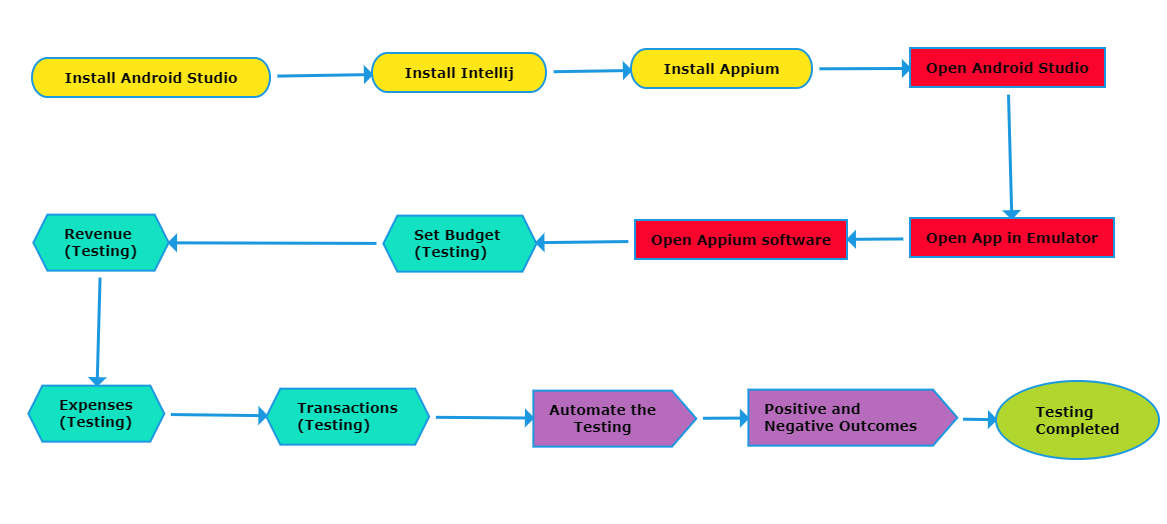 Install Android Studio
Install Intellij
Install Appium
Open Android Studio
Open App in Emulator
Open Appium software
Set Budget
(Testing)
Revenue
(Testing)
Expenses
(Testing)
Transactions
(Testing)
Automate the
Testing
Positive and
Negative Outcomes
Testing
Completed